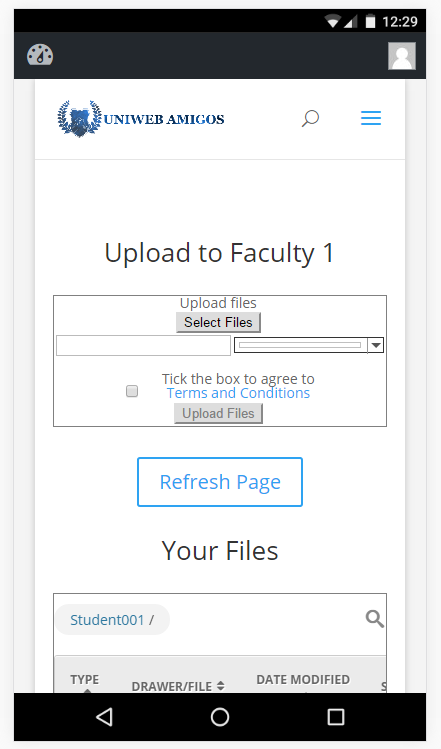 12:29
UNIWEB AMIGOS
Upload to Faculty 1
Upload files
Select Files
Tick the box to agree to
Terms and Conditions
Upload Files
Refresh Page
Your Files
Student001 /
TYPE DRAWER/FILE DATE MODIFIED S